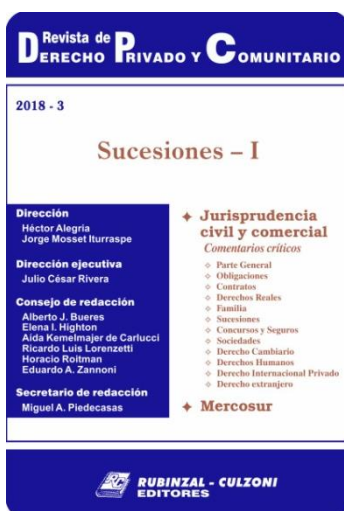 Revista de
DERECHO PRIVADO Y COMUNITARIO
2018 - 3
Sucesiones – I
Dirección
Héctor Alegria
Jorge Mosset Iturraspe
Dirección ejecutiva
Julio César Rivera
Consejo de redacción
Alberto J. Bueres
Elena I. Highton
Aída Kemelmajer de Carlucci
Ricardo Luis Lorenzetti
Horacio Roitman
Eduardo A. Zannoni
Secretario de redacción
Miguel A. Piedecasas
Jurisprudencia
civil y comercial
Comentarios críticos
Parte General
Obligaciones
Contratos
Derechos Reales
Familia
Sucesiones
Concursos y Seguros
Sociedades
Derecho Cambiario
Derechos Humanos
Derecho Internacional Privado
Derecho extranjero
Mercosur
RC
RUBINZAL - CULZONI
EDITORES